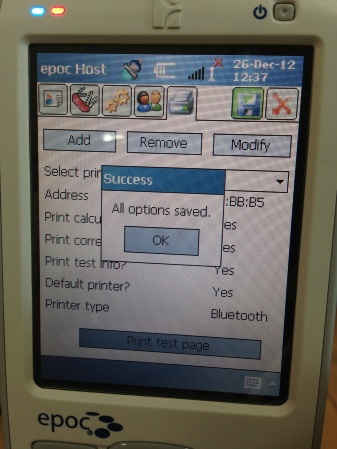 epoc Host
26-Dec-12
12:37
Add Remove Modify
Select prin
Success
Address :BB:B5
All options saved.
Print calcu es
OK
Print corre es
Print test info? Yes
Default printer? Yes
Printer type Bluetooth
Print test page
epoc